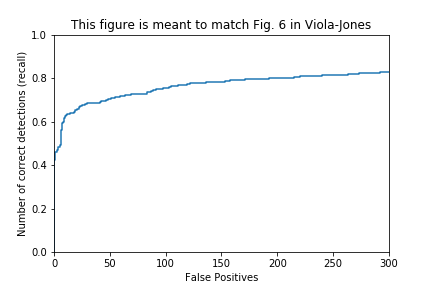 This figure is meant to match Fig. 6 in Viola-Jones
1.0
0.8
0.6
0.4
0.2
0.0
Number of correct detections (recall)
0 50 100 150 200 250 300
False Positives